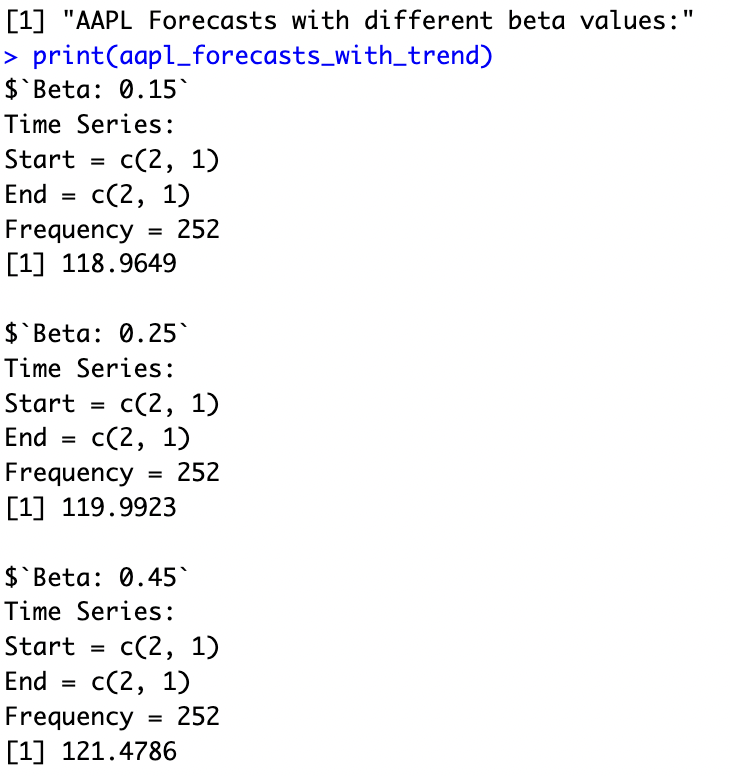 [1] "AAPL Forecasts with different beta values:"
> print(aapl_forecasts_with_trend)
$`Beta: 0.15`
Time Series:
Start = c(2, 1)
End = c(2, 1)
Frequency = 252
[1] 118.9649

$`Beta: 0.25`
Time Series:
Start = c(2, 1)
End = c(2, 1)
Frequency = 252
[1] 119.9923

$`Beta: 0.45`
Time Series:
Start = c(2, 1)
End = c(2, 1)
Frequency = 252
[1] 121.4786